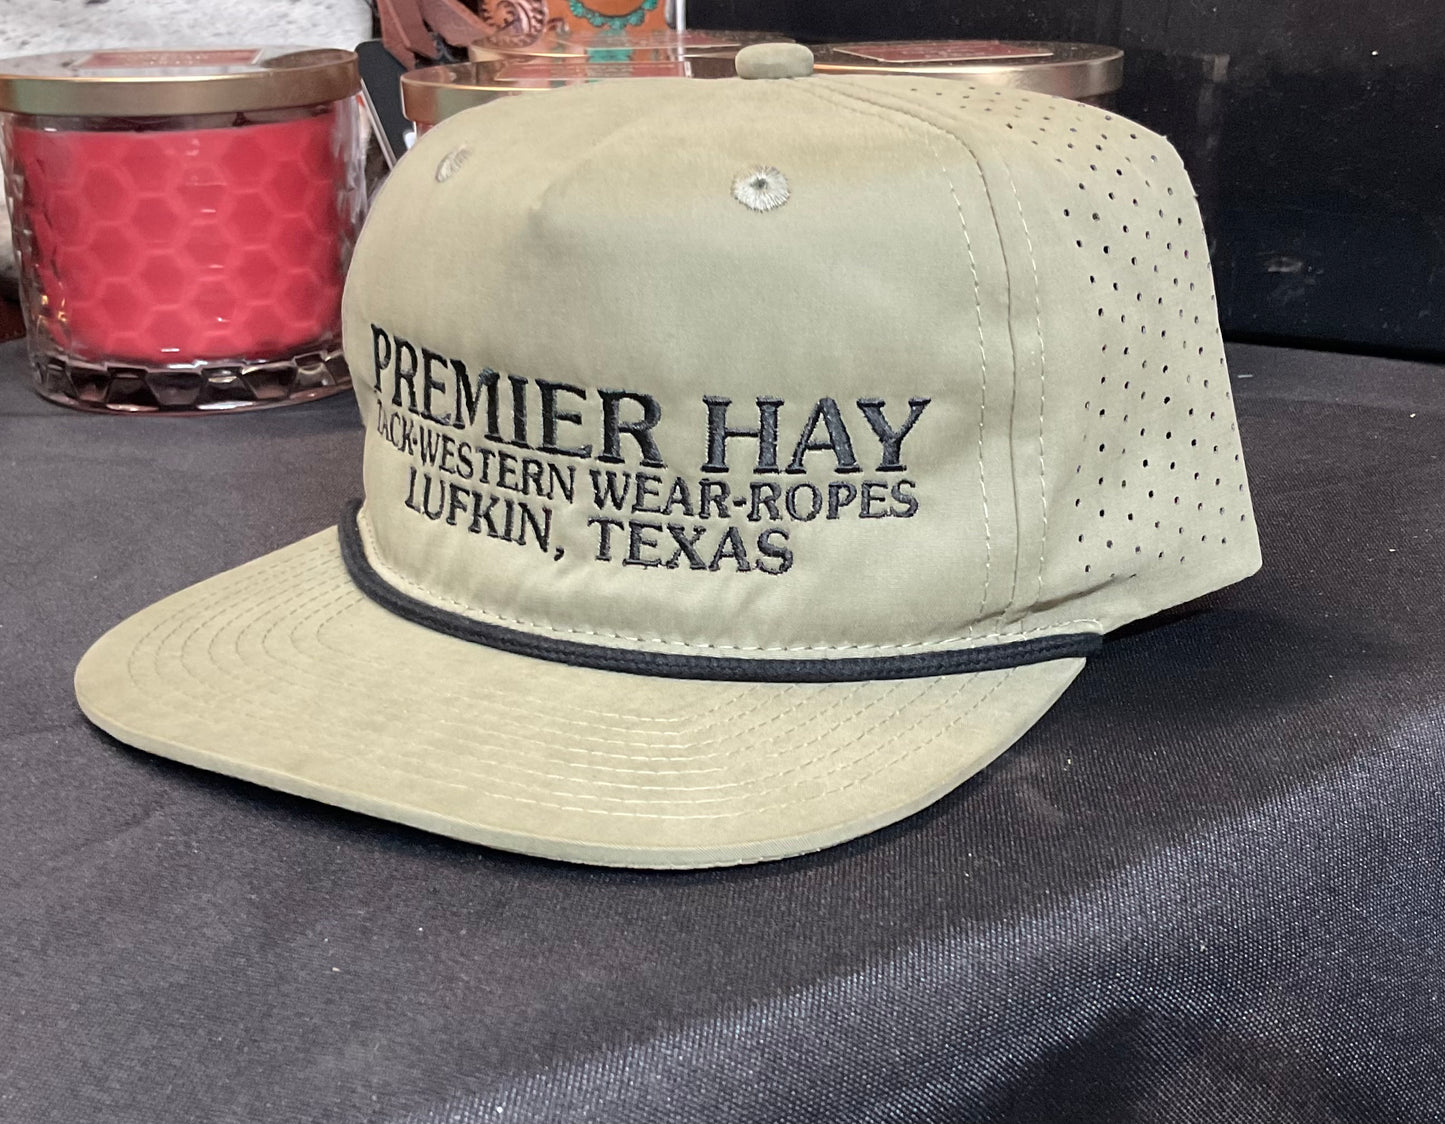 PREMIER HAY
TACK-WESTERN WEAR-ROPES
LUFKIN, TEXAS